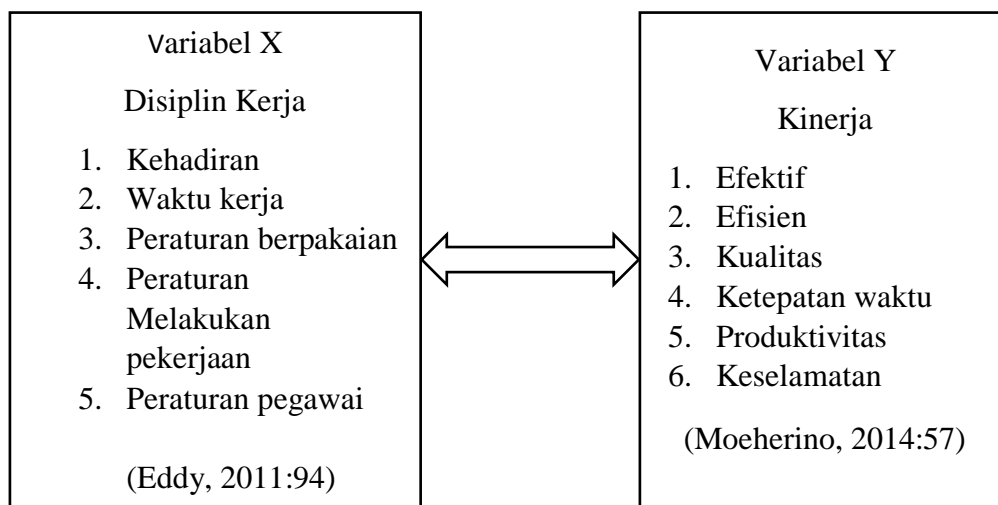 Variabel X
Disiplin Kerja
1. Kehadiran
2. Waktu kerja
3. Peraturan berpakaian
4. Peraturan
Melakukan
pekerjaan
5. Peraturan pegawai
(Eddy, 2011:94)
Variabel Y
Kinerja
1. Efektif
2. Efisien
3. Kualitas
4. Ketepatan waktu
5. Produktivitas
6. Keselamatan
(Moeherino, 2014:57)